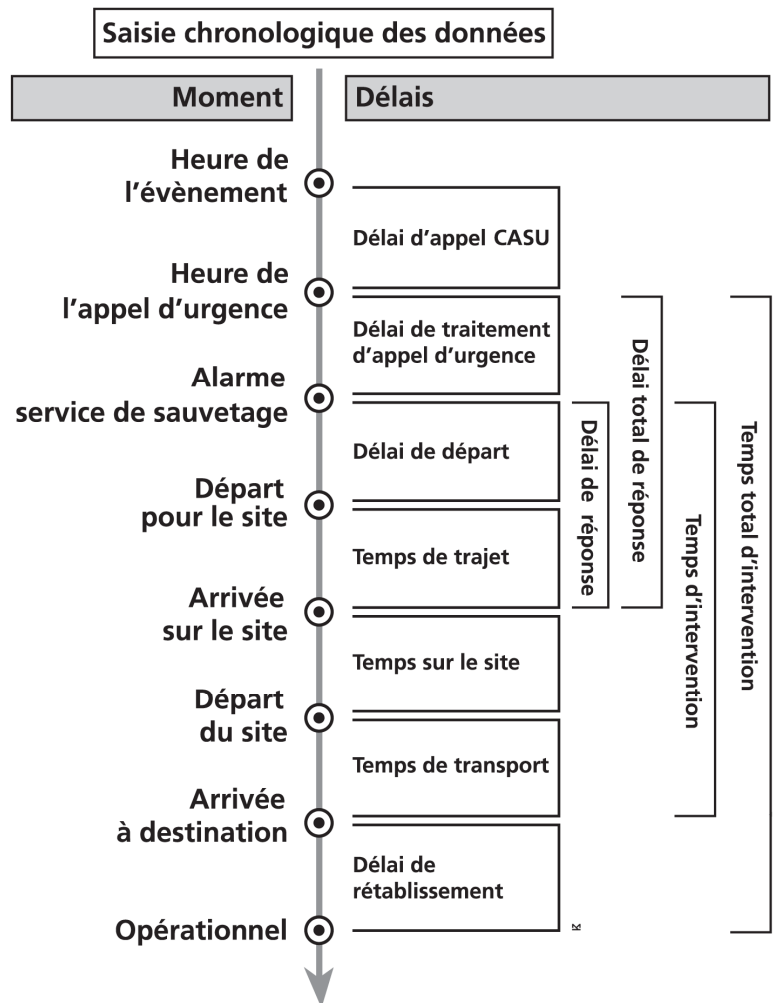 Saisie chronologique des données
Moment
Délais
Heure de
l'évènement
Délai d'appel CASU
Heure de
l'appel d'urgence
Délai de traitement
d'appel d'urgence
Alarme
service de sauvetage
Délai de départ
Départ
pour le site
Temps de trajet
Arrivée
sur le site
Temps sur le site
Départ
du site
Temps de transport
Arrivée
à destination
Délai de
rétablissement
Opérationnel
Délai de réponse
Délai total de réponse
Temps d'intervention
Temps total d'intervention